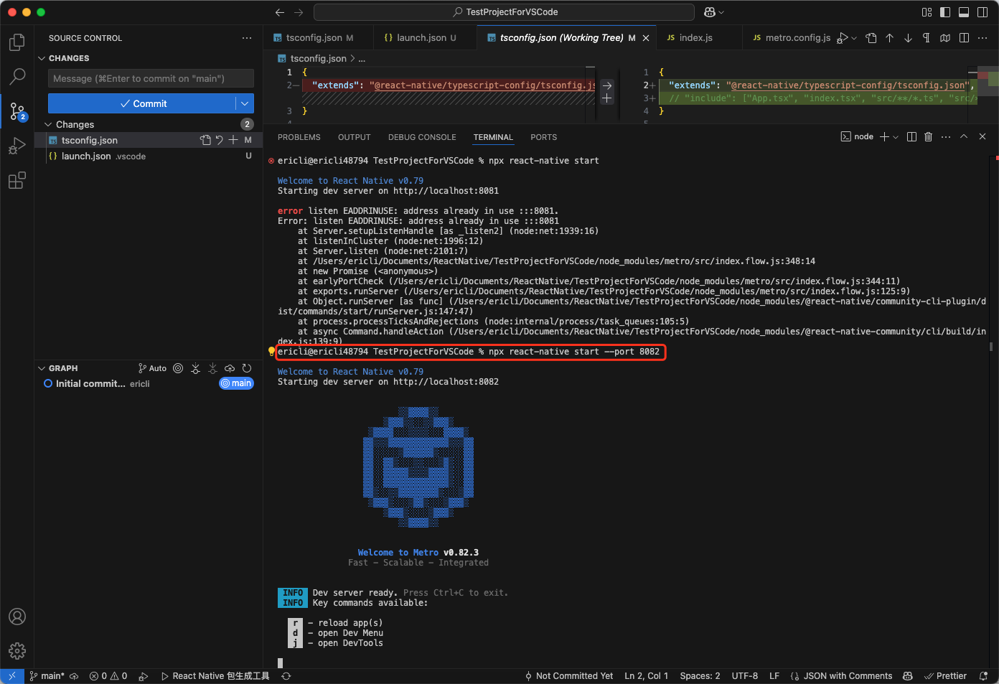 TestProjectForVSCode
SOURCE CONTROL
CHANGES
Message (⌘Enter to commit on "main")
Commit
Changes
2
tsconfig.json
M
launch.json .vscode
U
2
GRAPH
Auto
Initial commit... ericli
main
tsconfig.json M
launch.json U
tsconfig.json (Working Tree) M
JS index.js
JS metro.config.js
tsconfig.json > ...
1 {
2— "extends": "@react-native/typescript-config/tsconfig.js
3 }
1 {
2+ "extends": "@react-native/typescript-config/tsconfig.json",
3+ // "include": ["App.tsx", "index.tsx", "src/**/*.ts", "src/*
4 }
5
PROBLEMS
OUTPUT
DEBUG CONSOLE
TERMINAL
PORTS
node
ericli@ericli48794 TestProjectForVSCode % npx react-native start
Welcome to React Native v0.79
Starting dev server on http://localhost:8081
error listen EADDRINUSE: address already in use :::8081.
Error: listen EADDRINUSE: address already in use :::8081
at Server.setupListenHandle [as _listen2] (node:net:1939:16)
at listenInCluster (node:net:1996:12)
at Server.listen (node:net:2101:7)
at /Users/ericli/Documents/ReactNative/TestProjectForVSCode/node_modules/metro/src/index.flow.js:348:14
at new Promise (<anonymous>)
at earlyPortCheck (/Users/ericli/Documents/ReactNative/TestProjectForVSCode/node_modules/metro/src/index.flow.js:344:11)
at exports.runServer (/Users/ericli/Documents/ReactNative/TestProjectForVSCode/node_modules/metro/src/index.flow.js:125:9)
at Object.runServer [as func] (/Users/ericli/Documents/ReactNative/TestProjectForVSCode/node_modules/@react-native/community-cli-plugin/d
ist/commands/start/runServer.js:147:47)
at process.processTicksAndRejections (node:internal/process/task_queues:105:5)
at async Command.handleAction (/Users/ericli/Documents/ReactNative/TestProjectForVSCode/node_modules/@react-native-community/cli/build/in
dex.js:139:9)
ericli@ericli48794 TestProjectForVSCode % npx react-native start --port 8082
Welcome to React Native v0.79
Starting dev server on http://localhost:8082
Welcome to Metro v0.82.3
Fast - Scalable - Integrated
INFO Dev server ready. Press Ctrl+C to exit.
INFO Key commands available:
r - reload app(s)
d - open Dev Menu
j - open DevTools
main*
0
0
React Native 包生成工具
Not Committed Yet
Ln 2, Col 1
Spaces: 2
UTF-8
LF
JSON with Comments
Prettier